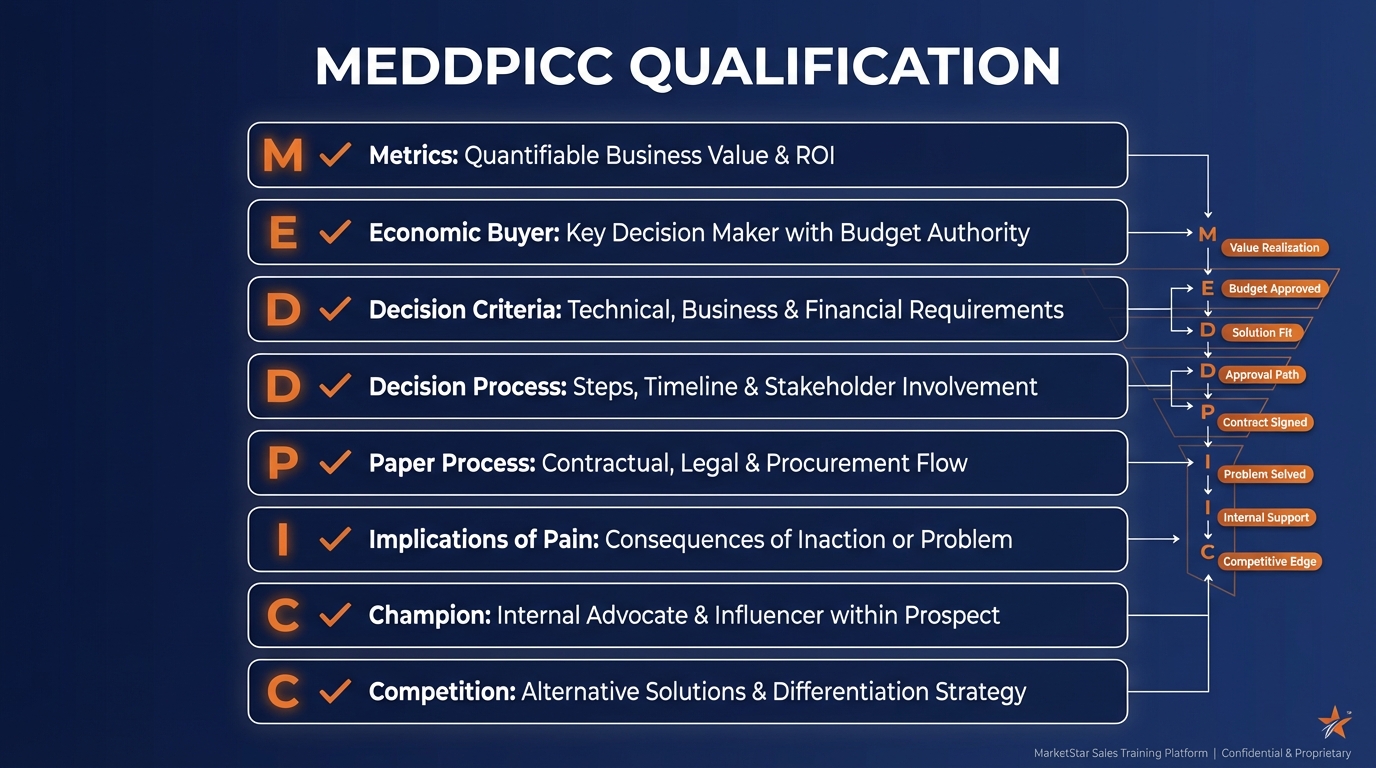 MEDDPICC QUALIFICATION
M Metrics: Quantifiable Business Value & ROI
E Economic Buyer: Key Decision Maker with Budget Authority
D Decision Criteria: Technical, Business & Financial Requirements
D Decision Process: Steps, Timeline & Stakeholder Involvement
P Paper Process: Contractual, Legal & Procurement Flow
I Implications of Pain: Consequences of Inaction or Problem
C Champion: Internal Advocate & Influencer within Prospect
C Competition: Alternative Solutions & Differentiation Strategy
M Value Realization
E Budget Approved
D Solution Fit
D Approval Path
P Contract Signed
I Problem Selved
I Internal Support
C Competitive Edge
MarketStar Sales Training Platform | Confidential & Proprietary